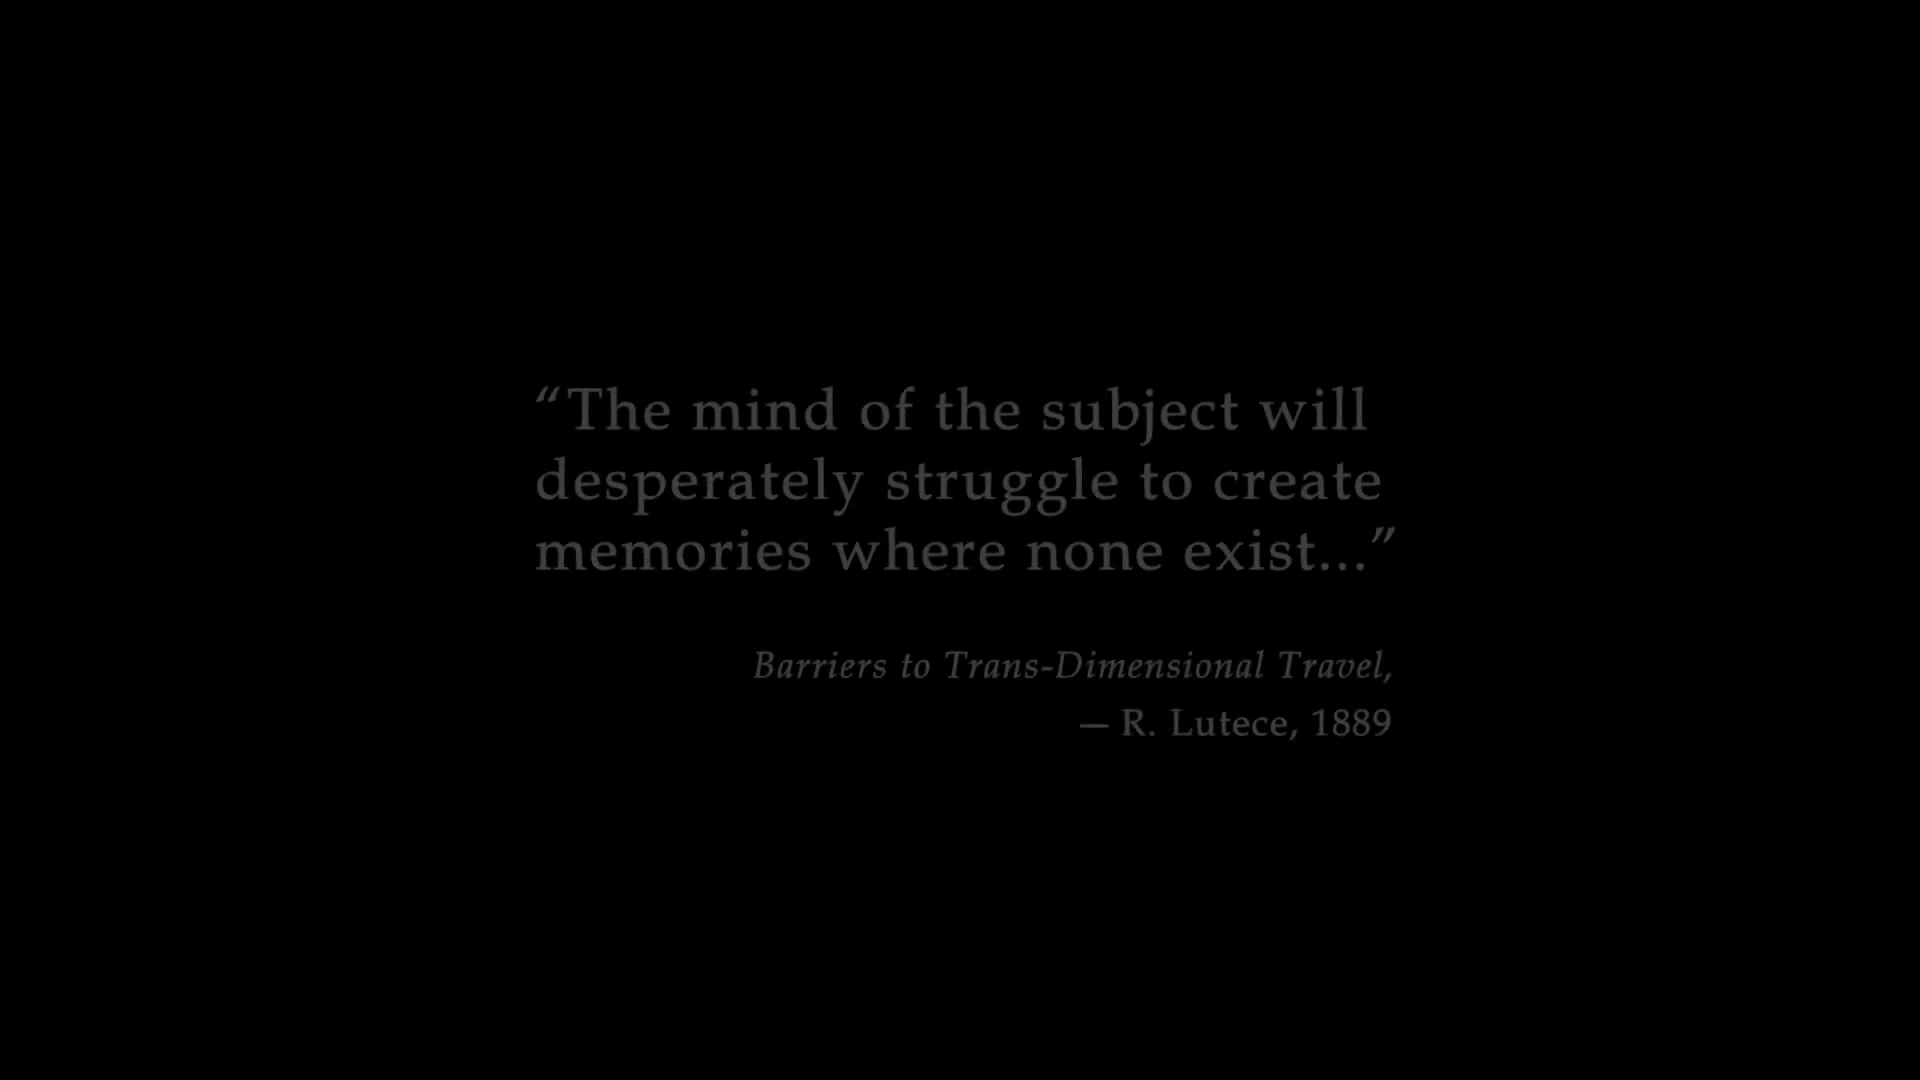 “The mind of the subject will
desperately struggle to create
memories where none exist...”
Barriers to Trans-Dimensional Travel,
— R. Lutece, 1889